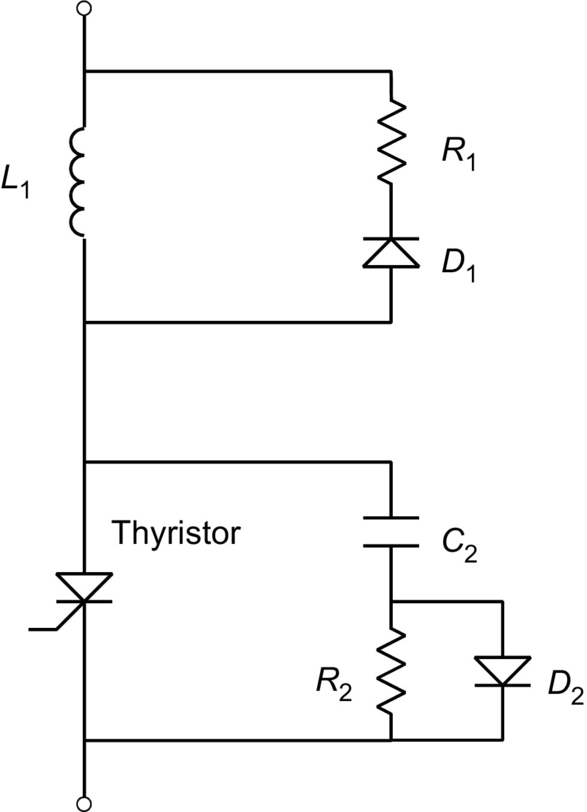 R₁
L₁
D₁
Thyristor
C₂
R₂
D₂